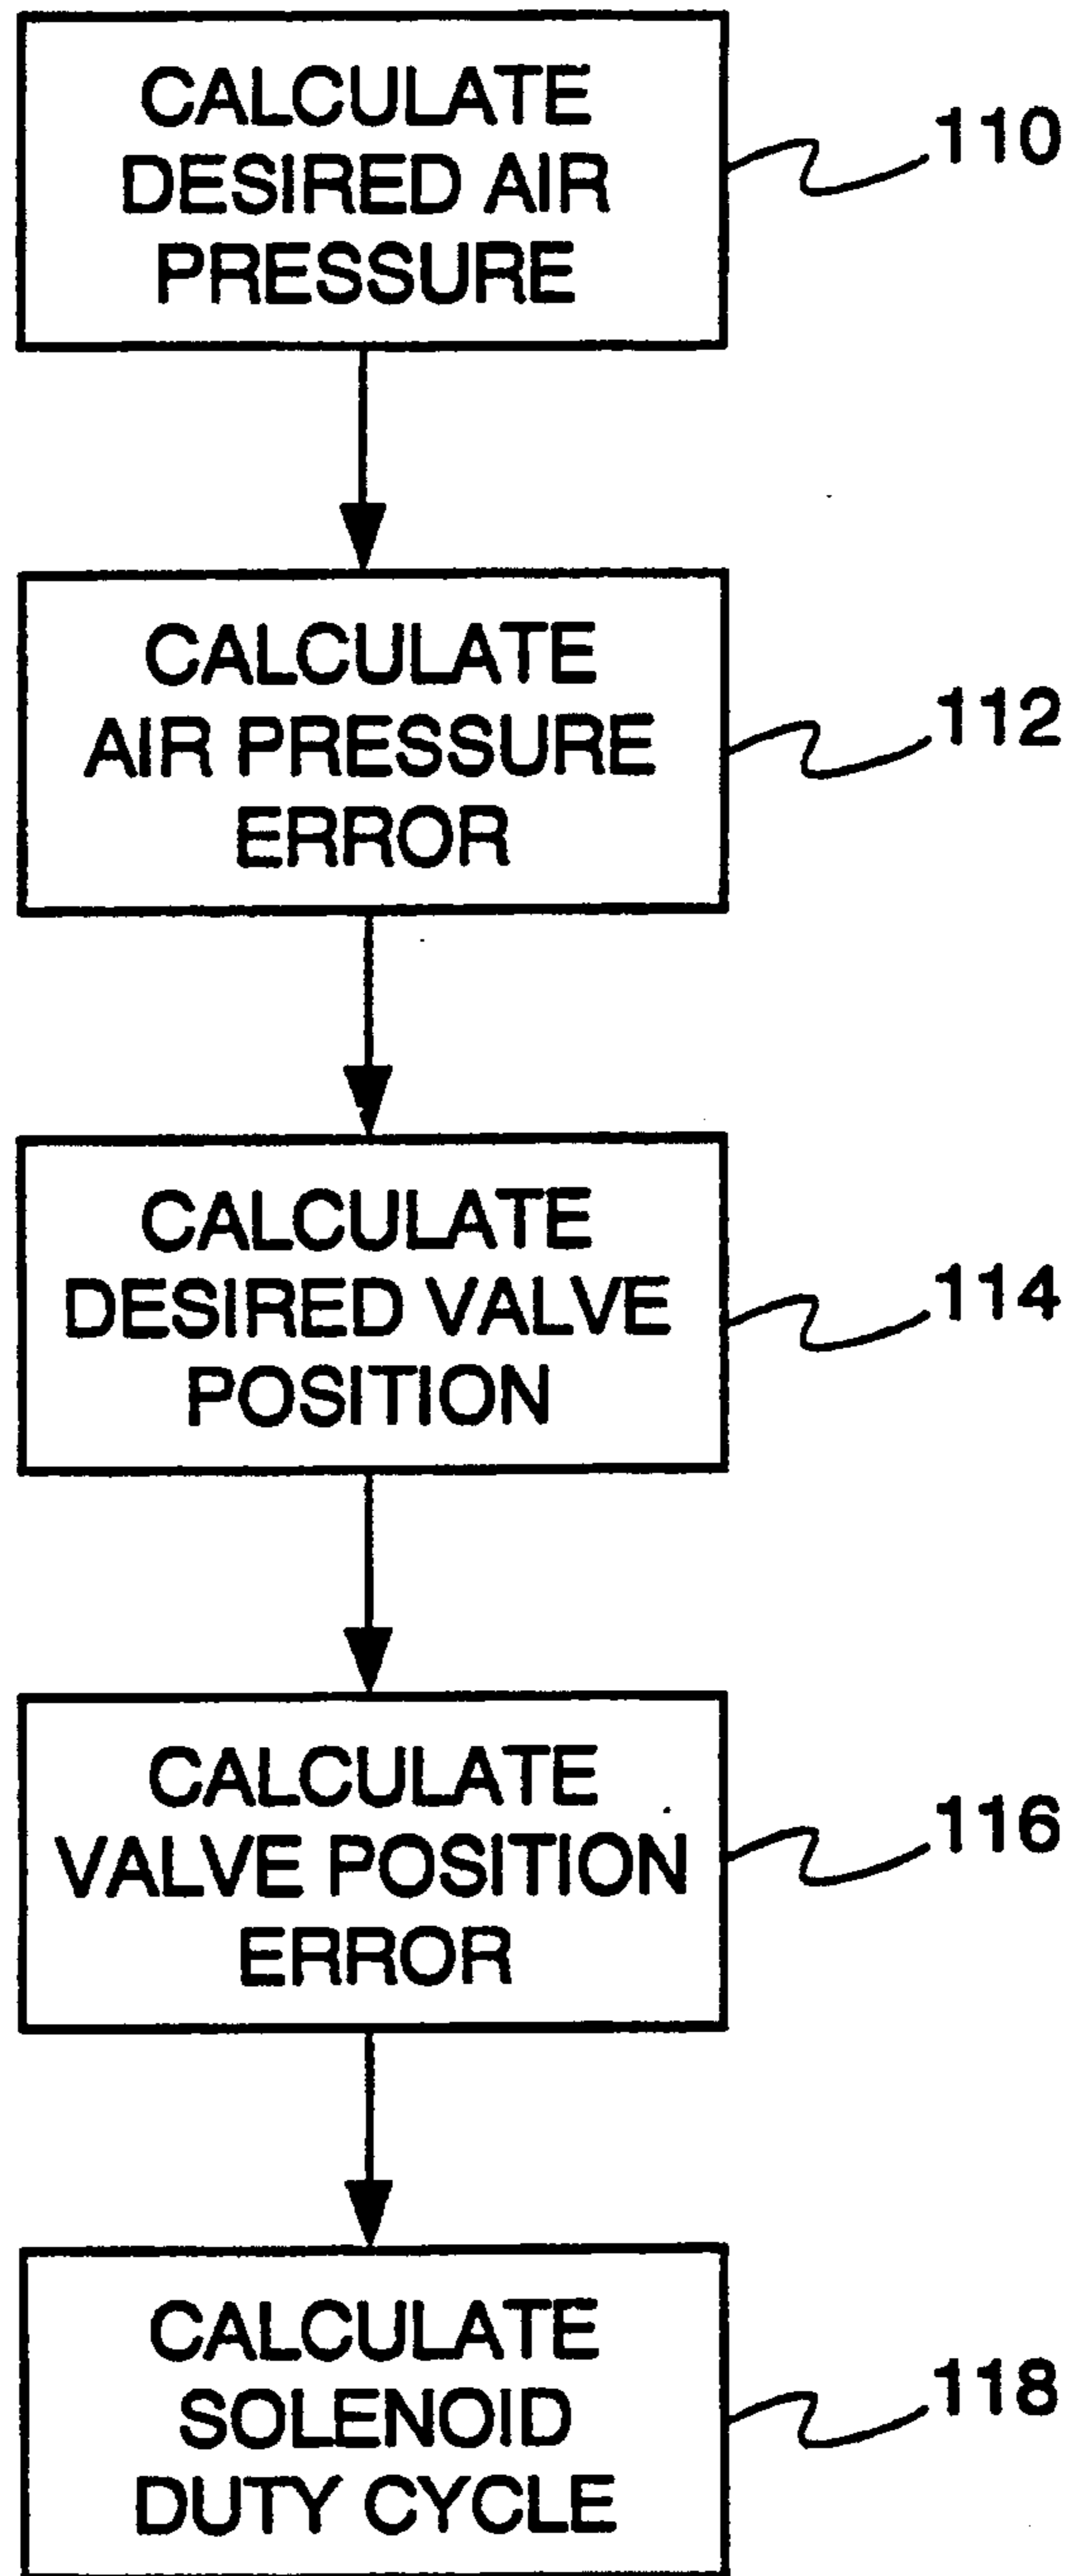 CALCULATE
DESIRED AIR
PRESSURE
110
CALCULATE
AIR PRESSURE
ERROR
112
CALCULATE
DESIRED VALVE
POSITION
114
CALCULATE
VALVE POSITION
ERROR
116
CALCULATE
SOLENOID
DUTY CYCLE
118